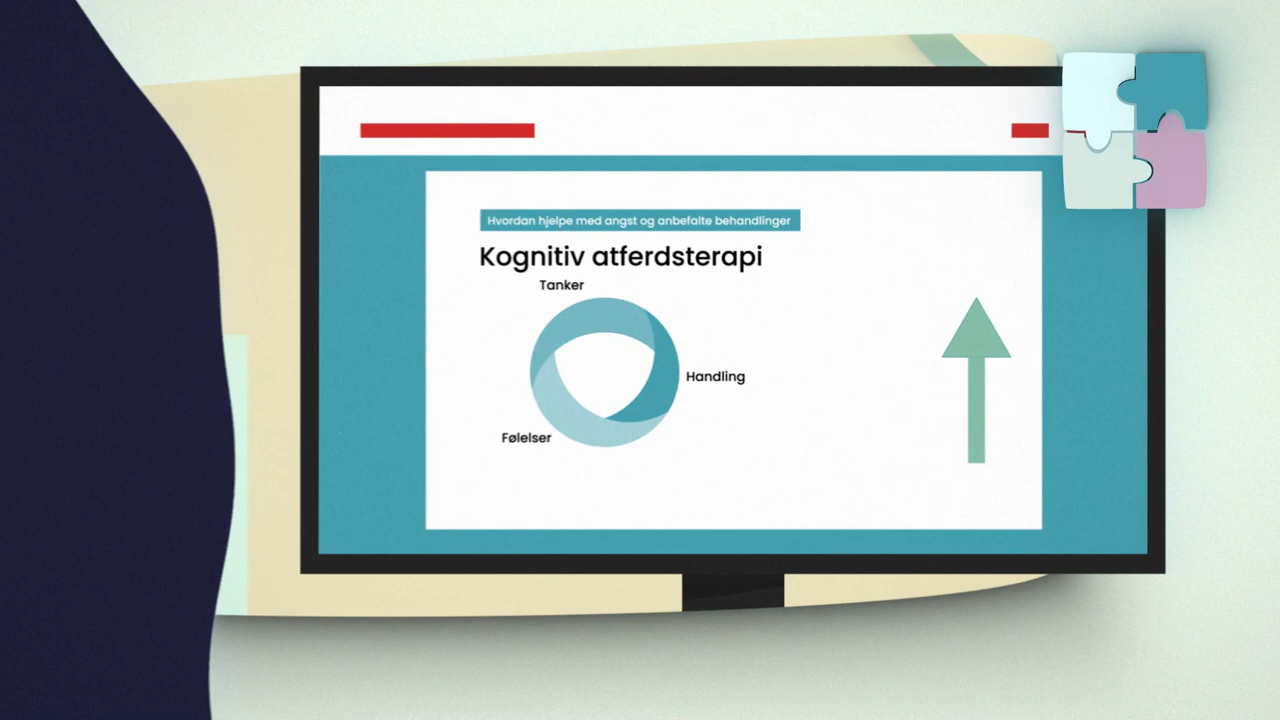 Hvordan hjelpe med angst og anbefalte behandlinger
Kognitiv atferdsterapi
Tanker
Handling
Følelser